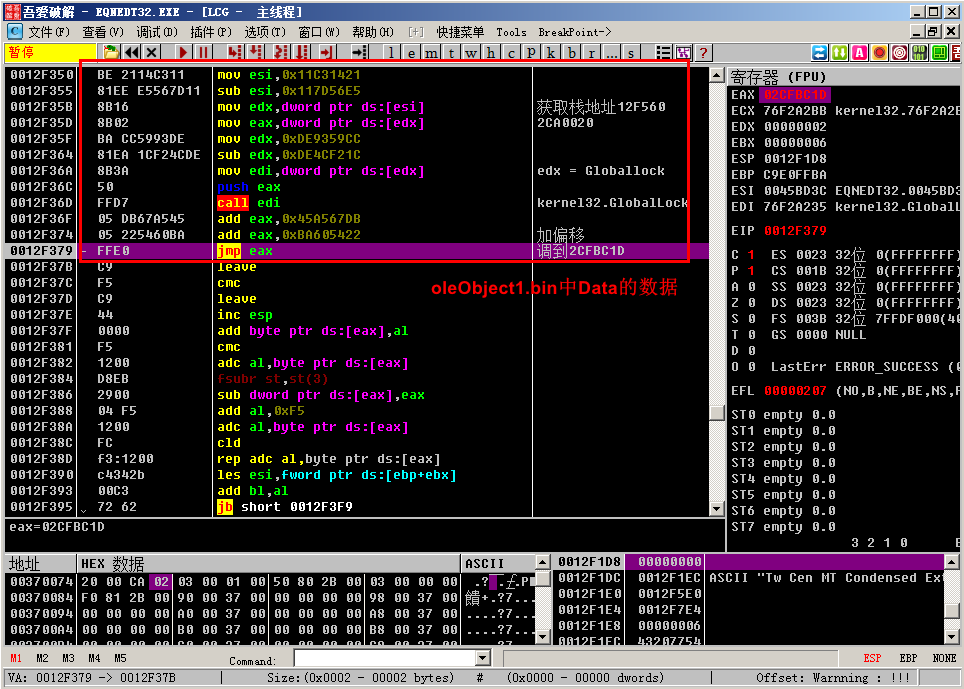 吾爱破解 - EQNEDT32.EXE - [LCG - 主线程]
文件(F) 查看(V) 调试(D) 插件(P) 选项(T) 窗口(W) 帮助(H) [+] 快捷菜单 Tools BreakPoint->
暂停 l e m t w h c p k b r ... s ?
0012F350 BE 2114C311 mov esi,0x11C31421
0012F355 81EE E5567D11 sub esi,0x117D56E5
0012F35B 8B16 mov edx,dword ptr ds:[esi] 获取栈地址12F560
0012F35D 8B02 mov eax,dword ptr ds:[edx] 2CA0020
0012F35F BA CC5993DE mov edx,0xDE9359CC
0012F364 81EA 1CF24CDE sub edx,0xDE4CF21C
0012F36A 8B3A mov edi,dword ptr ds:[edx] edx = Globallock
0012F36C 50 push eax
0012F36D FFD7 call edi kernel32.GlobalLock
0012F36F 05 DB67A545 add eax,0x45A567DB
0012F374 05 225460BA add eax,0xBA605422 加偏移
0012F379 - FFE0 jmp eax 调到2CFBC1D
0012F37B C9 leave
0012F37C F5 cmc
0012F37D C9 leave
0012F37E 44 inc esp
0012F37F 0000 add byte ptr ds:[eax],al
0012F381 F5 cmc
0012F382 1200 adc al,byte ptr ds:[eax]
0012F384 D8EB fsubr st,st(3)
0012F386 2900 sub dword ptr ds:[eax],eax
0012F388 04 F5 add al,0xF5
0012F38A 1200 adc al,byte ptr ds:[eax]
0012F38C FC cld
0012F38D f3:1200 rep adc al,byte ptr ds:[eax]
0012F390 c4342b les esi,fword ptr ds:[ebp+ebx]
0012F393 00C3 add bl,al
0012F395 72 62 jb short 0012F3F9
oleObject1.bin中Data的数据
eax=02CFBC1D
寄存器 (FPU)
EAX 02CFBC1D
ECX 76F2A2BB kernel32.76F2A2B
EDX 00000002
EBX 00000006
ESP 0012F1D8
EBP C9E0FFBA
ESI 0045BD3C EQNEDT32.0045BD3
EDI 76F2A235 kernel32.GlobalL
EIP 0012F379
C 1 ES 0023 32位 0(FFFFFFFF)
P 1 CS 001B 32位 0(FFFFFFFF)
A 0 SS 0023 32位 0(FFFFFFFF)
Z 0 DS 0023 32位 0(FFFFFFFF)
S 0 FS 003B 32位 7FFDF000(40
T 0 GS 0000 NULL
D 0
O 0 LastErr ERROR_SUCCESS (
EFL 00000207 (NO,B,NE,BE,NS,P
ST0 empty 0.0
ST1 empty 0.0
ST2 empty 0.0
ST3 empty 0.0
ST4 empty 0.0
ST5 empty 0.0
ST6 empty 0.0
ST7 empty 0.0
3 2 1 0
地址 HEX 数据 ASCII
00370074 20 00 CA 02 03 00 01 00 50 80 2B 00 03 00 00 00
00370084 F0 81 2B 00 90 00 37 00 00 00 00 00 98 00 37 00
00370094 00 00 00 00 A0 00 37 00 00 00 00 00 A8 00 37 00 ....?7...
003700A4 00 00 00 00 B0 00 37 00 00 00 00 00 B8 00 37 00 ....?7...
0012F1D8 00000000
0012F1DC 0012F1EC ASCII "Tw Cen MT Condensed Ext
0012F1E0 0012F5E0
0012F1E4 0012F7E4
0012F1E8 00000006
0012F1EC 43207754
M1 M2 M3 M4 M5 Command: ESP EBP NONE
VA: 0012F379 -> 0012F37B Size:(0x0002 - 00002 bytes) # (0x0000 - 00000 dwords) Offset: Warnning : !!!